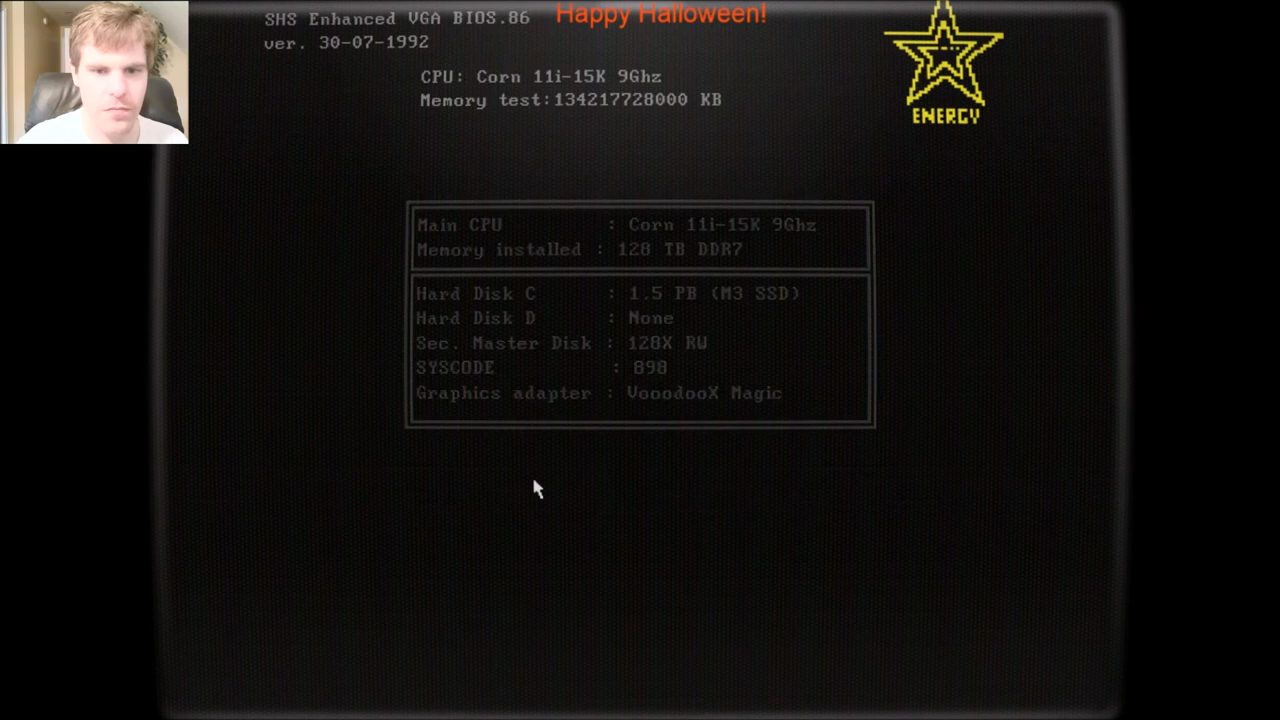 SHS Enhanced VGA BIOS.86
Happy Halloween!
ver. 30-07-1992
CPU: Corn 11i-15K 9Ghz
Memory test:134217728000 KB
ENERGY
Main CPU : Corn 11i-15K 9Ghz
Memory installed : 128 TB DDR7
Hard Disk C : 1.5 PB (M3 SSD)
Hard Disk D : None
Sec. Master Disk : 128X RW
SYSCODE : 898
Graphics adapter : VooodooX Magic